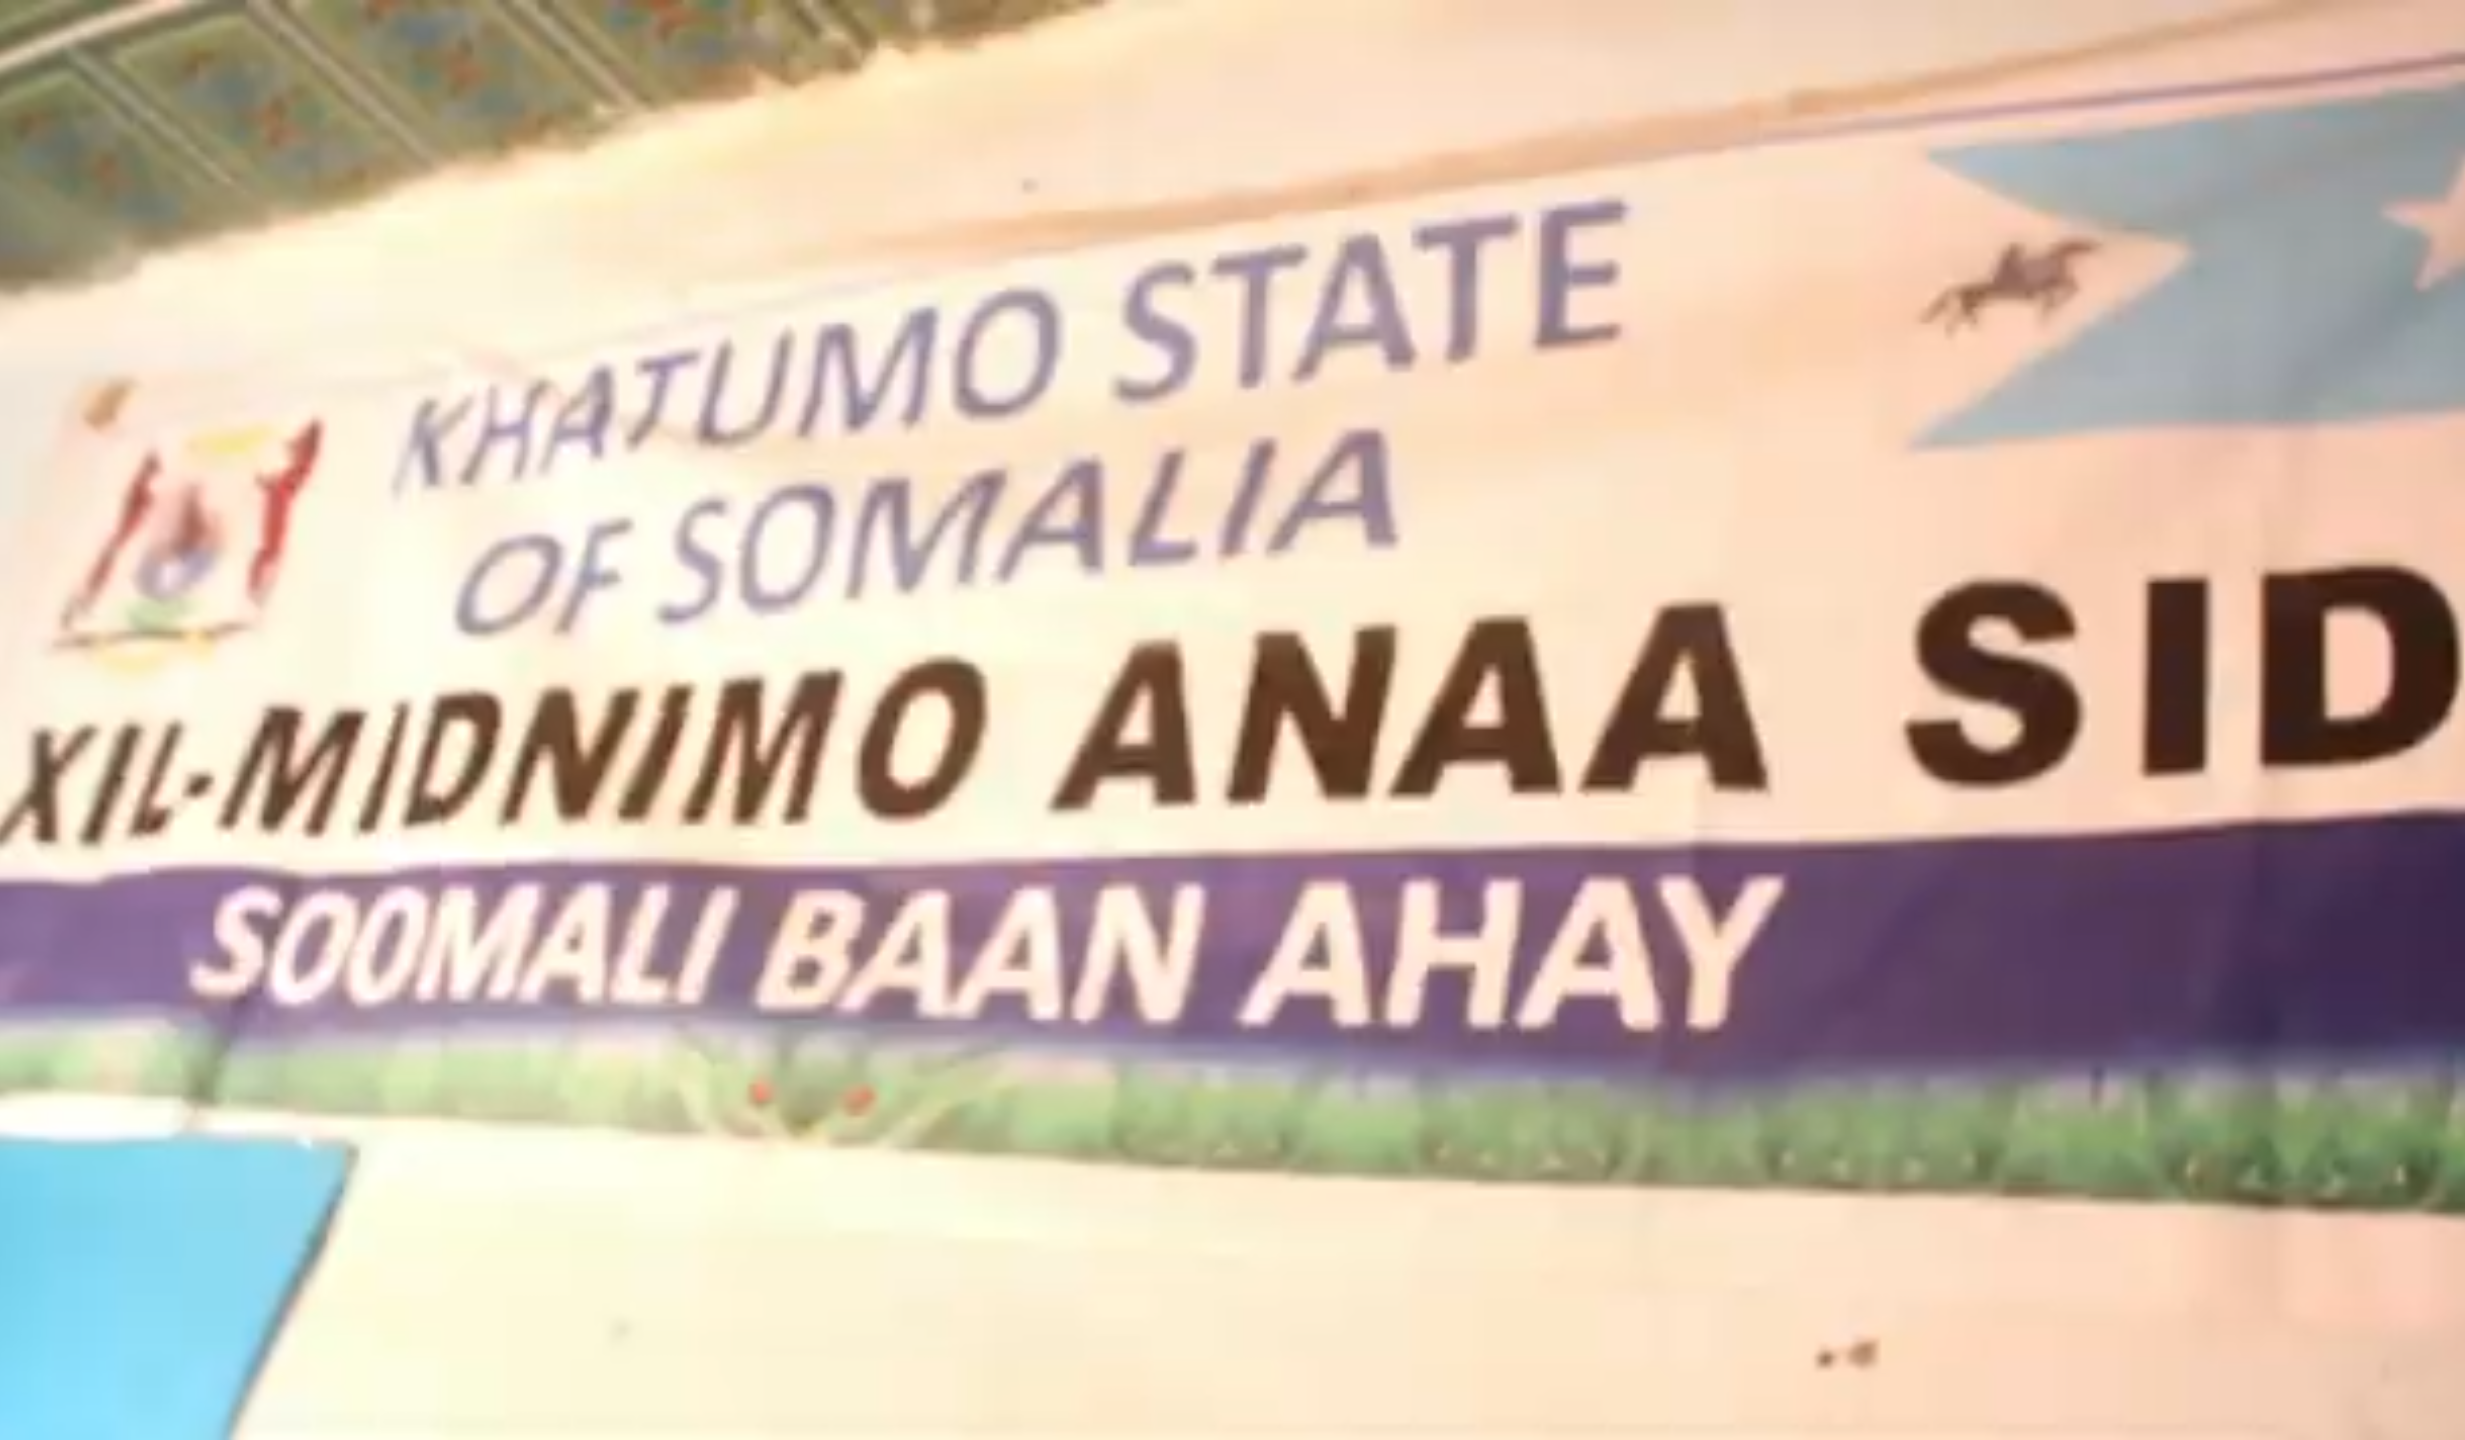 KHATUMO STATE
OF SOMALIA
XIL-MIDNIMO ANAA SID
SOOMALI BAAN AHAY